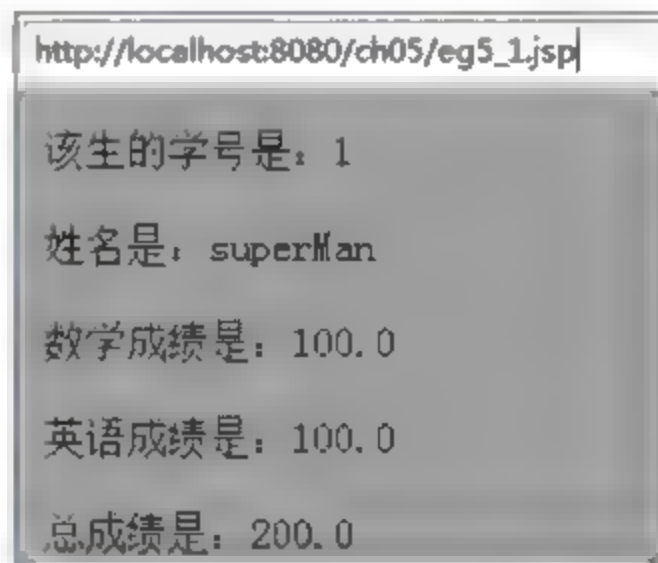 http://localhost:8080/ch05/eg5_1.jsp
该生的学号是：1
姓名是：superMan
数学成绩是：100.0
英语成绩是：100.0
总成绩是：200.0